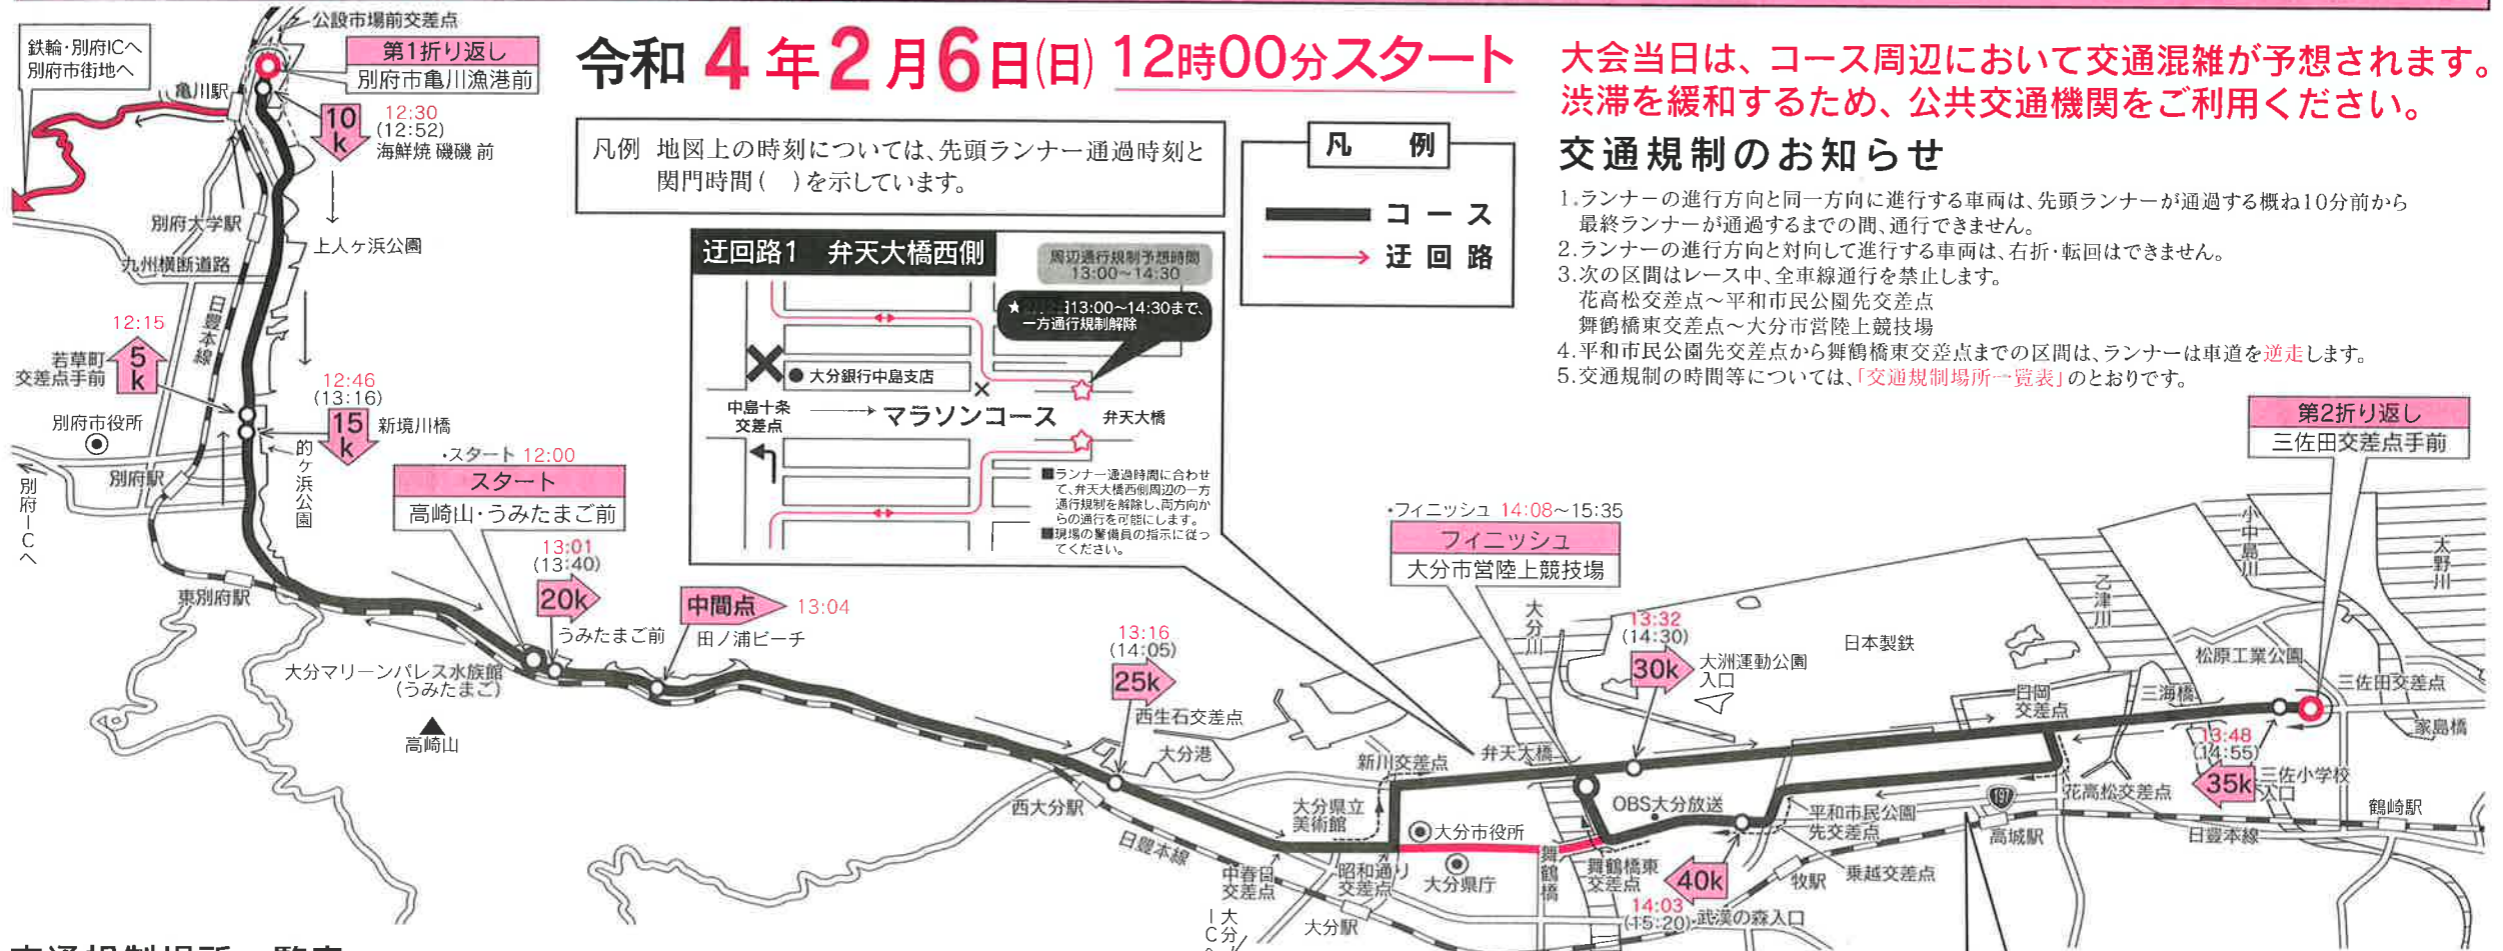 令和4年2月6日(日) 12時00分スタート
大会当日は、コース周辺において交通混雑が予想されます。
渋滞を緩和するため、公共交通機関をご利用ください。
交通規制のお知らせ
1.ランナーの進行方向と同一方向に進行する車両は、先頭ランナーが通過する概ね10分前から
最終ランナーが通過するまでの間、通行できません。
2.ランナーの進行方向と対向して進行する車両は、右折・転回はできません。
3.次の区間はレース中、全車線通行を禁止します。
花高松交差点～平和市民公園先交差点
舞鶴橋東交差点～大分市営陸上競技場
4.平和市民公園先交差点から舞鶴橋東交差点までの区間は、ランナーは車道を逆走します。
5.交通規制の時間等については、「交通規制場所一覧表」のとおりです。
凡例 地図上の時刻については、先頭ランナー通過時刻と
関門時間( )を示しています。
凡 例
コース
迂回路
迂回路1 弁天大橋西側
周辺通行規制予想時間
13:00～14:30
★ 13:00～14:30まで、
一方通行規制解除
大分銀行中島支店
中島十条
交差点
マラソンコース
弁天大橋
■ランナー通過時間に合わせ
て、弁天大橋西側周辺の一方
通行規制を解除し、両方向か
らの通行を可能にします。
■現場の警備員の指示に従っ
てください。
公設市場前交差点
鉄輪・別府ICへ
別府市街地へ
第1折り返し
別府市亀川漁港前
亀川駅
10
k
12:30
(12:52)
海鮮焼 磯磯 前
別府大学駅
上人ケ浜公園
九州横断道路
日豊本線
12:15
5
k
若草町
交差点手前
12:46
(13:16)
15
k
新境川橋
別府市役所
別府駅
別府ICへ
的ケ浜公園
・スタート 12:00
スタート
高崎山・うみたまご前
13:01
(13:40)
20k
うみたまご前
中間点
13:04
田ノ浦ビーチ
東別府駅
大分マリーンパレス水族館
(うみたまご)
高崎山
13:16
(14:05)
25k
西生石交差点
大分港
西大分駅
日豊本線
・フィニッシュ 14:08～15:35
フィニッシュ
大分市営陸上競技場
大分川
13:32
(14:30)
30k
大洲運動公園
入口
日本製鉄
第2折り返し
三佐田交差点手前
小中島川
大野川
乙津川
松原工業公園
三佐田交差点
日岡
交差点
三海橋
家島橋
13:48
(14:55)
35k
三佐小学校
入口
新川交差点
弁天大橋
OBS大分放送
平和市民公園
先交差点
197
花高松交差点
鶴崎駅
大分県立
美術館
大分市役所
高城駅
日豊本線
中春日
交差点
昭和通り
交差点
大分県庁
舞鶴橋
舞鶴橋東
交差点
40k
14:03
(15:20)
武漢の森入口
牧駅
乗越交差点
大分駅
大分ICへ